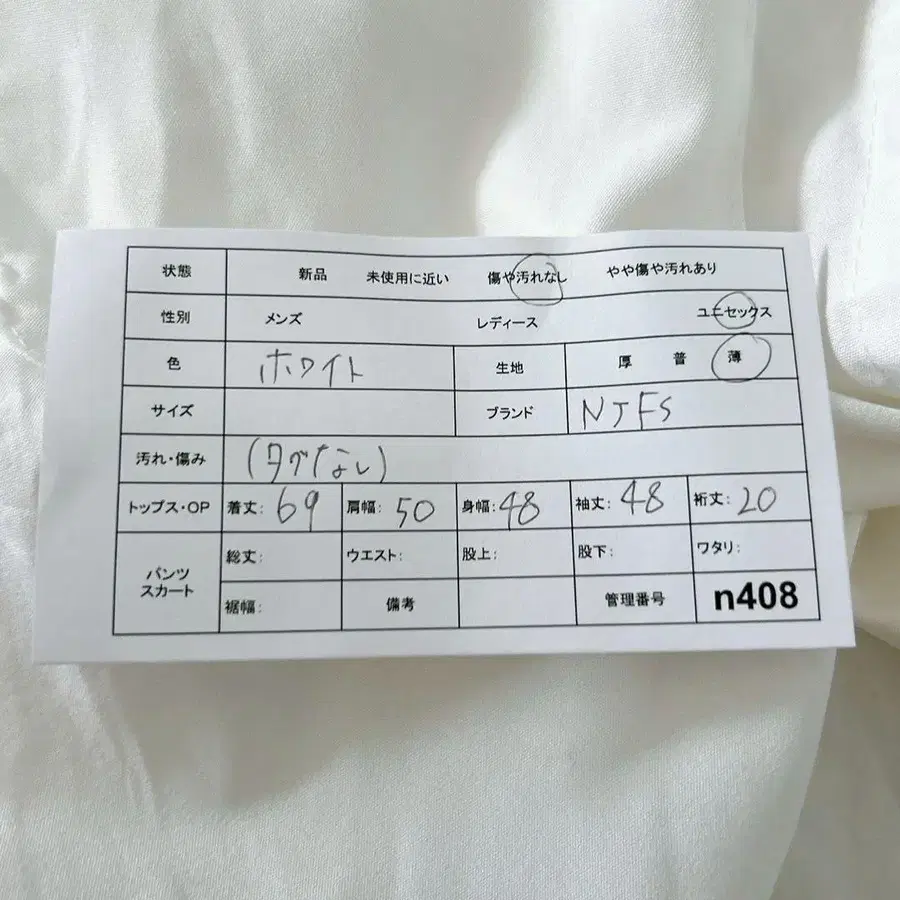 状態 新品 未使用に近い 傷や汚れなし やや傷や汚れあり
性別 メンズ レディース ユニセックス
色 ホワイト 生地 厚 普 薄
サイズ ブランド NJFS
汚れ・傷み (タグなし)
トップス・OP 着丈: 69 肩幅: 50 身幅: 48 袖丈: 48 裄丈: 20
パンツ
スカート
総丈: ウエスト: 股上: 股下: ワタリ:
裾幅: 備考 管理番号 n408